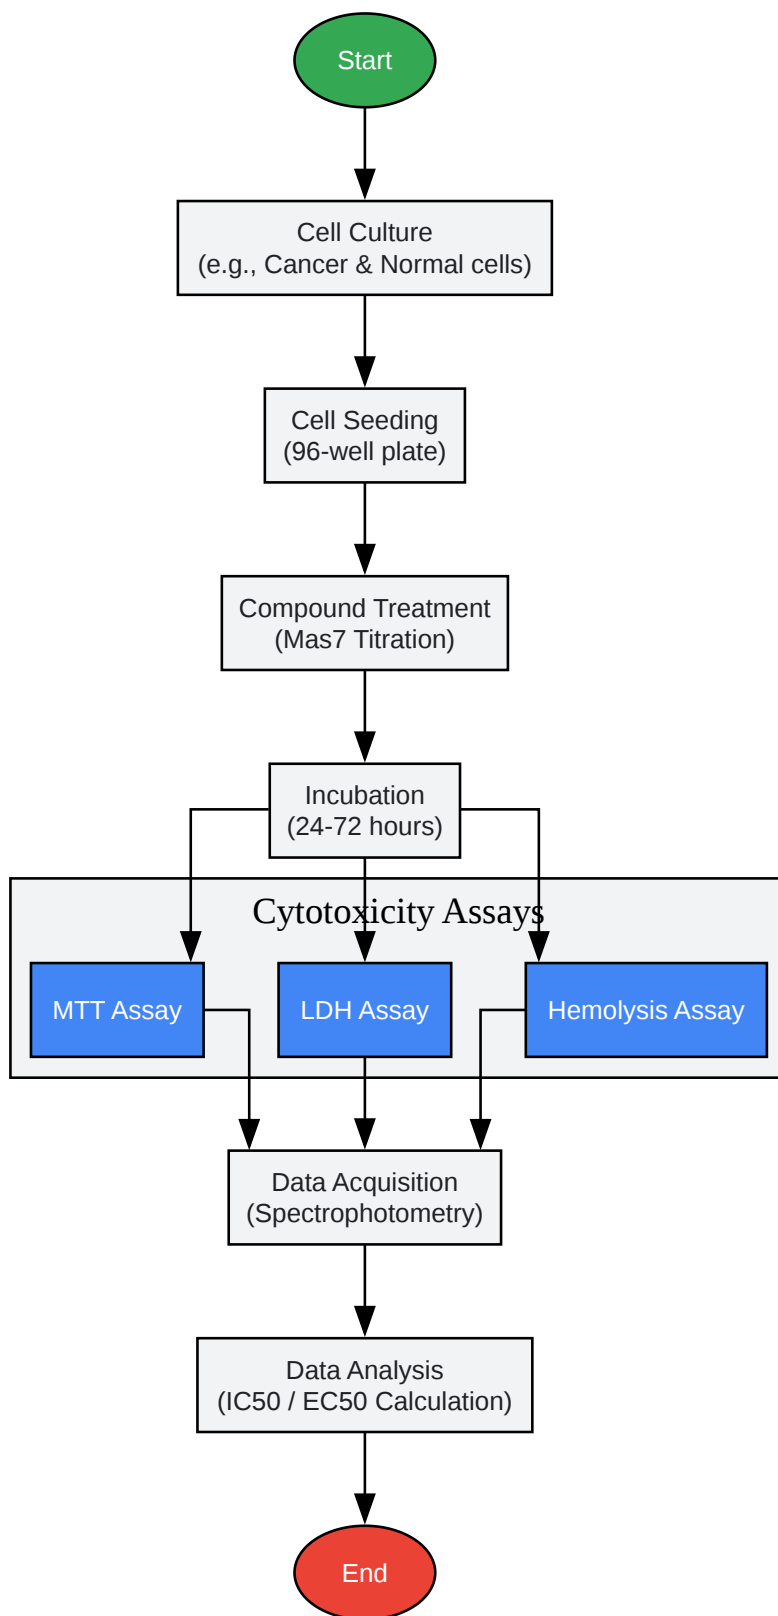 Start
Cell Culture
(e.g., Cancer & Normal cells)
Cell Seeding
(96-well plate)
Compound Treatment
(Mas7 Titration)
Incubation
(24-72 hours)
Cytotoxicity Assays
MTT Assay
LDH Assay
Hemolysis Assay
Data Acquisition
(Spectrophotometry)
Data Analysis
(IC50 / EC50 Calculation)
End